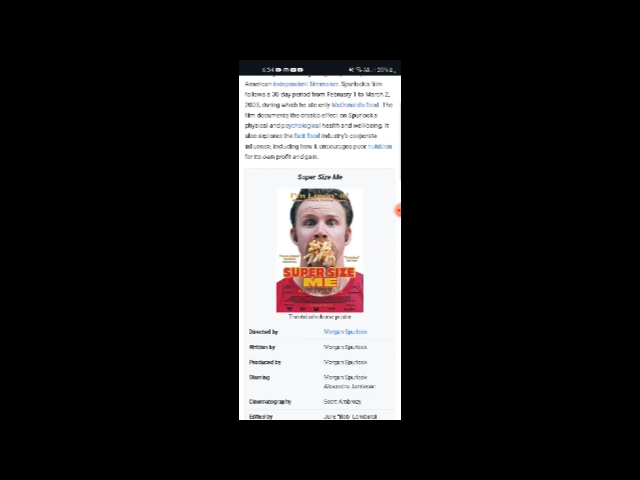 American independent filmmaker. Spurlock's film
follows a 30-day period from February 1 to March 2,
2003, during which he ate only McDonald's food. The
film documents the drastic effect on Spurlock's
physical and psychological health and well-being. It
also explores the fast food industry's corporate
influence, including how it encourages poor nutrition
for its own profit and gain.
Super Size Me
SUPER SIZE
ME
Theatrical release poster
Directed by Morgan Spurlock
Written by Morgan Spurlock
Produced by Morgan Spurlock
Starring Morgan Spurlock
Alexandra Jamieson
Cinematography Scott Ambrozy
Edited by Julie "Bob" Lombardi